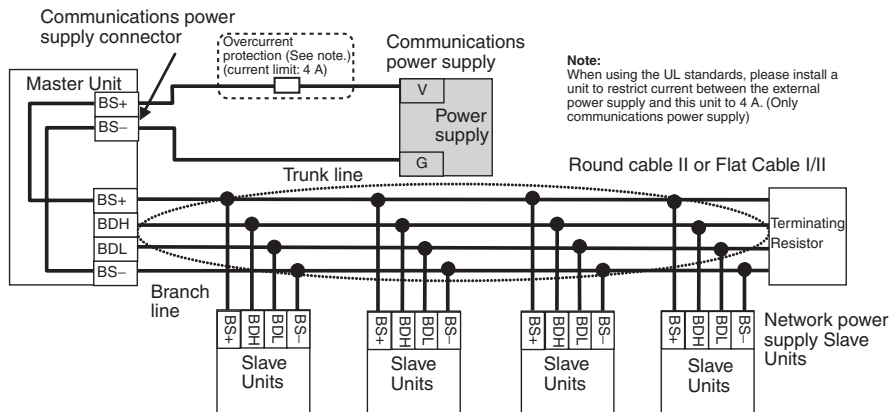 Communications power
supply connector
Overcurrent
protection (See note.)
(current limit: 4 A)
Communications
power supply
Note:
When using the UL standards, please install a
unit to restrict current between the external
power supply and this unit to 4 A. (Only
communications power supply)
Master Unit
BS+
BS–
V
Power
supply
G
Trunk line
Round cable II or Flat Cable I/II
BS+
BDH
BDL
BS–
Terminating
Resistor
Branch
line
BS+
BDH
BDL
BS–
BS+
BDH
BDL
BS–
BS+
BDH
BDL
BS–
BS+
BDH
BDL
BS–
Network power
supply Slave
Units
Slave
Units
Slave
Units
Slave
Units
Slave
Units